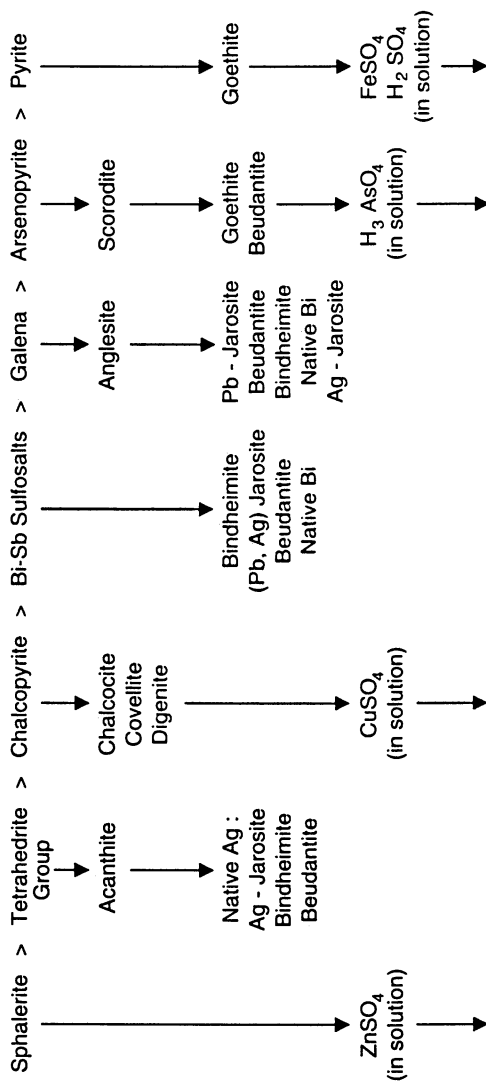 Sphalerite > Tetrahedrite > Chalcopyrite > Bi-Sb Sulfosalts > Galena > Arsenopyrite > Pyrite
Group
Acanthite
Chalcocite
Covellite
Digenite
Anglesite
Scorodite
Native Ag :
Ag - Jarosite
Bindheimite
Beudantite
Bindheimite
(Pb, Ag) Jarosite
Beudantite
Native Bi
Pb - Jarosite
Beudantite
Bindheimite
Native Bi
Ag - Jarosite
Goethite
Beudantite
Goethite
ZnSO4
(in solution)
CuSO4
(in solution)
H3 AsO4
(in solution)
FeSO4
H2 SO4
(in solution)